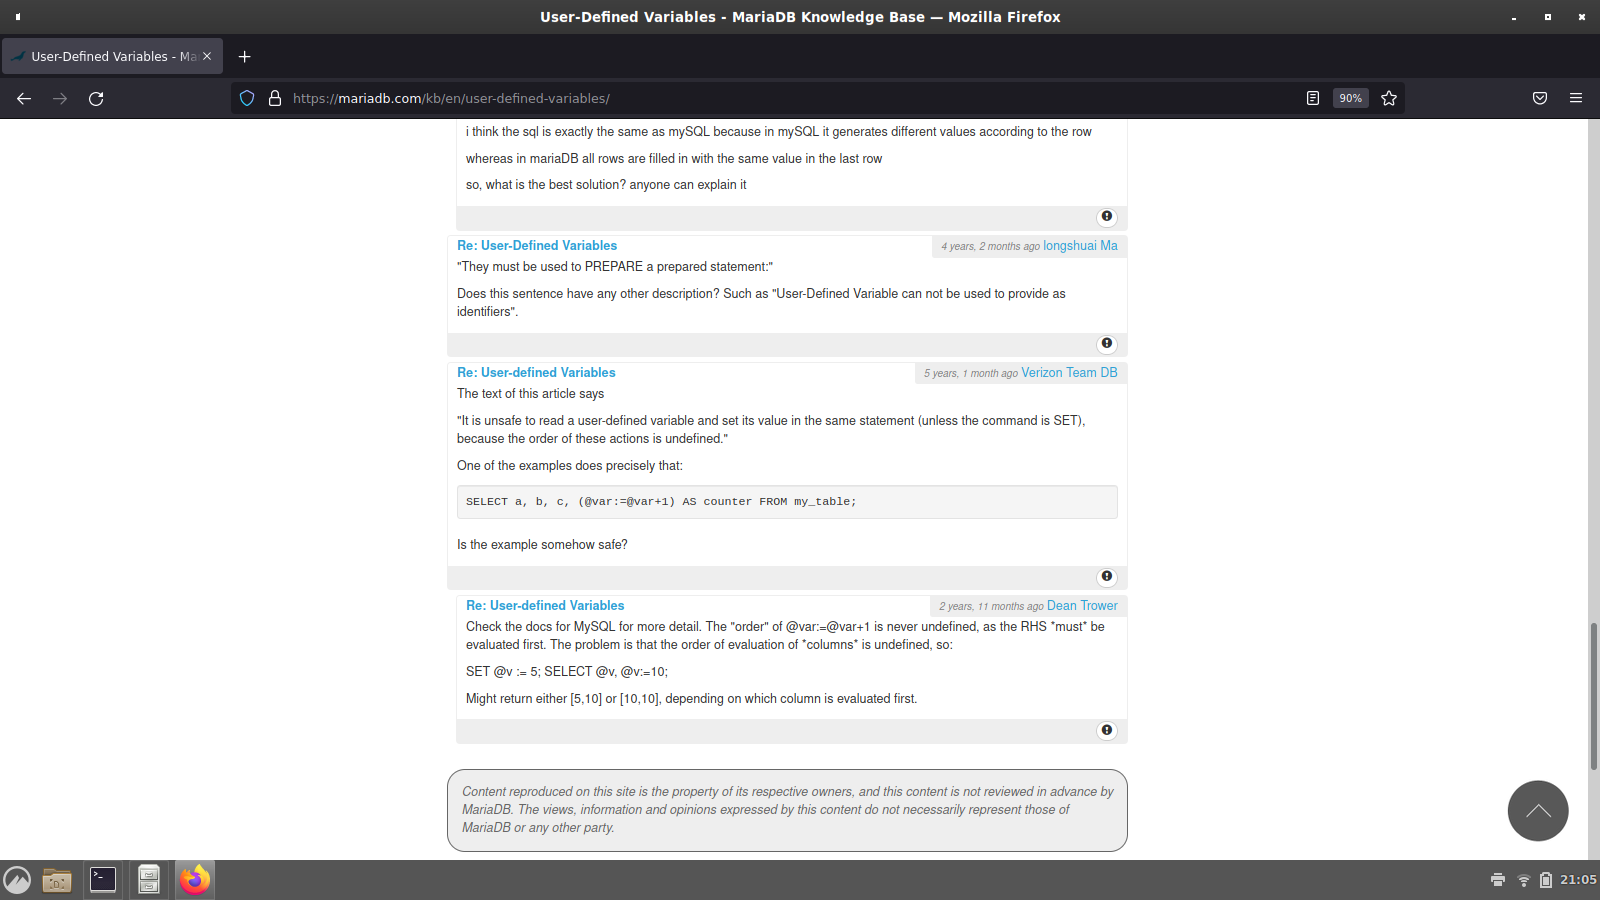 User-Defined Variables - MariaDB Knowledge Base — Mozilla Firefox
User-Defined Variables - Ma
https://mariadb.com/kb/en/user-defined-variables/
90%
i think the sql is exactly the same as mySQL because in mySQL it generates different values according to the row
whereas in mariaDB all rows are filled in with the same value in the last row
so, what is the best solution? anyone can explain it
Re: User-Defined Variables
4 years, 2 months ago longshuai Ma
"They must be used to PREPARE a prepared statement:"
Does this sentence have any other description? Such as "User-Defined Variable can not be used to provide as
identifiers".
Re: User-defined Variables
5 years, 1 month ago Verizon Team DB
The text of this article says
"It is unsafe to read a user-defined variable and set its value in the same statement (unless the command is SET),
because the order of these actions is undefined."
One of the examples does precisely that:
SELECT a, b, c, (@var:=@var+1) AS counter FROM my_table;
Is the example somehow safe?
Re: User-defined Variables
2 years, 11 months ago Dean Trower
Check the docs for MySQL for more detail. The "order" of @var:=@var+1 is never undefined, as the RHS *must* be
evaluated first. The problem is that the order of evaluation of *columns* is undefined, so:
SET @v := 5; SELECT @v, @v:=10;
Might return either [5,10] or [10,10], depending on which column is evaluated first.
Content reproduced on this site is the property of its respective owners, and this content is not reviewed in advance by
MariaDB. The views, information and opinions expressed by this content do not necessarily represent those of
MariaDB or any other party.
21:05